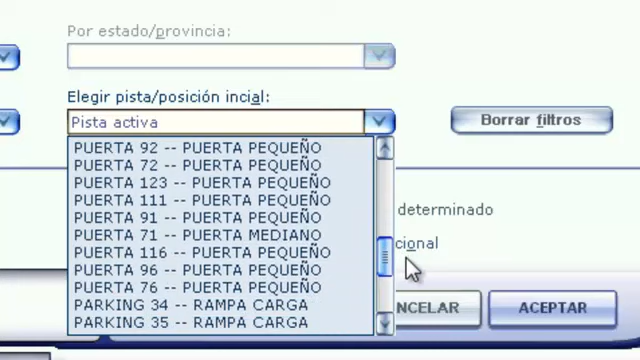 Por estado/provincia:
Elegir pista/posición incial:
Pista activa
Borrar filtros
PUERTA 92 -- PUERTA PEQUEÑO
PUERTA 72 -- PUERTA PEQUEÑO
PUERTA 123 -- PUERTA PEQUEÑO
PUERTA 111 -- PUERTA PEQUEÑO
PUERTA 91 -- PUERTA PEQUEÑO
PUERTA 71 -- PUERTA MEDIANO
PUERTA 116 -- PUERTA PEQUEÑO
PUERTA 96 -- PUERTA PEQUEÑO
PUERTA 76 -- PUERTA PEQUEÑO
PARKING 34 -- RAMPA CARGA
PARKING 35 -- RAMPA CARGA
determinado
cional
NCELAR
ACEPTAR